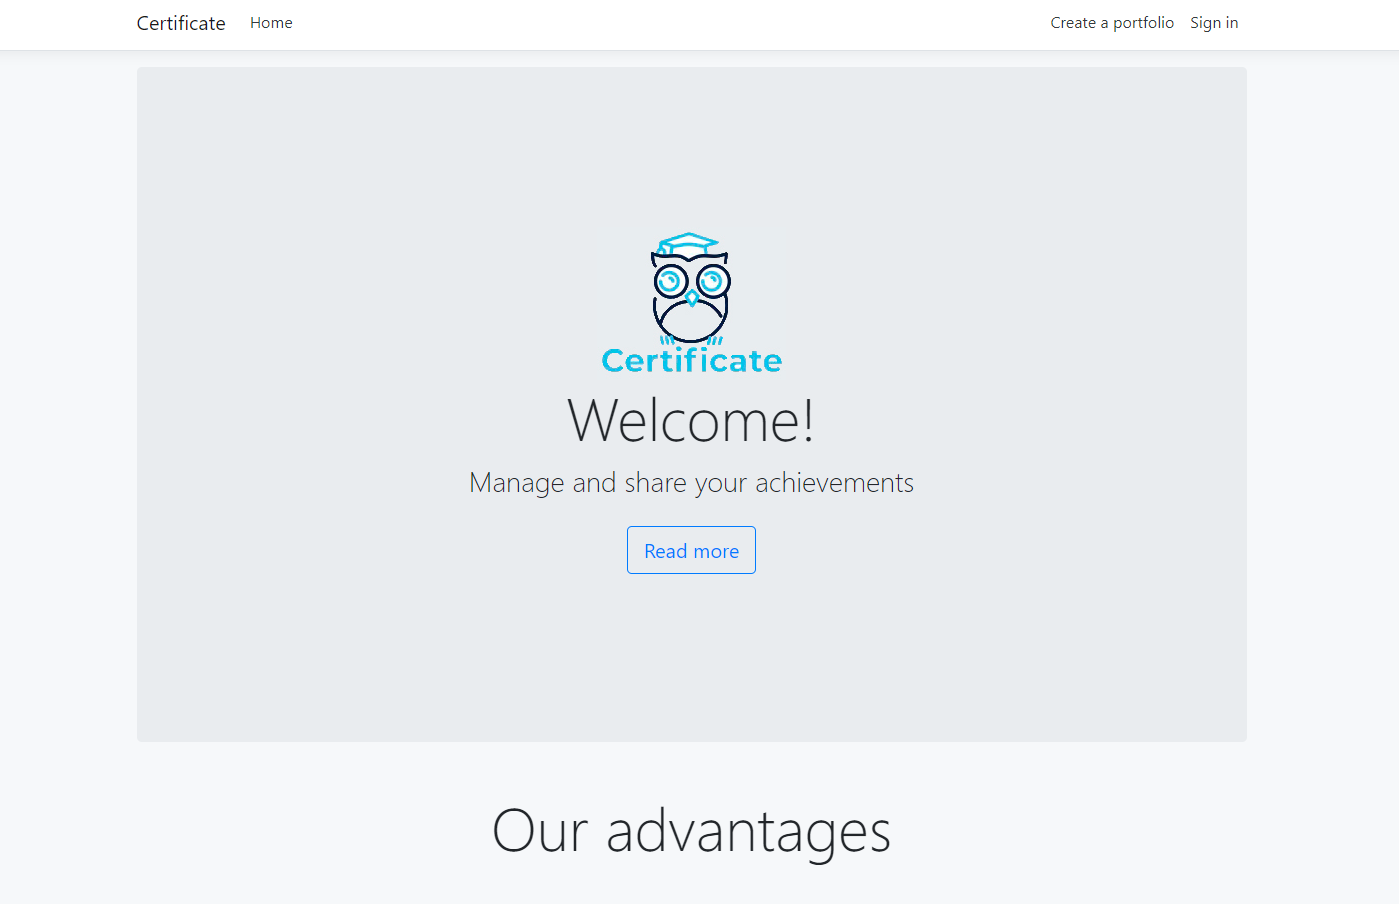 Certificate Home Create a portfolio Sign in
Certificate
Welcome!
Manage and share your achievements
Read more
Our advantages